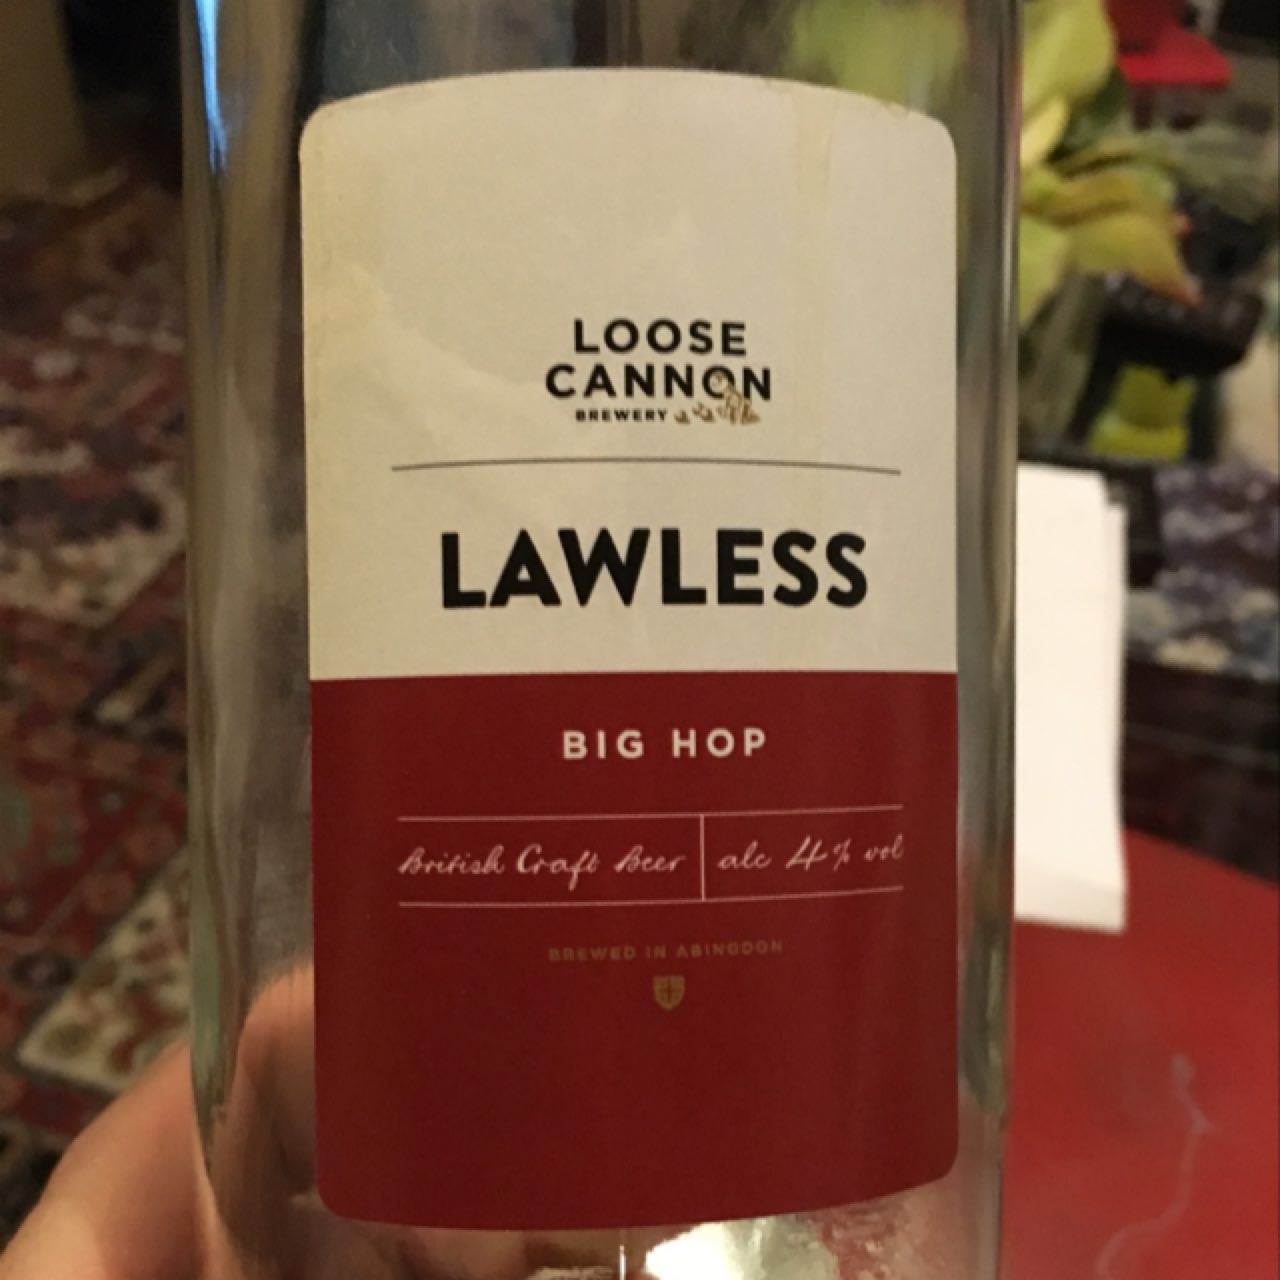 LOOSE
CANNON
BREWERY
LAWLESS
BIG HOP
British Craft Beer
alc 4% vol
BREWED IN ABINGDON